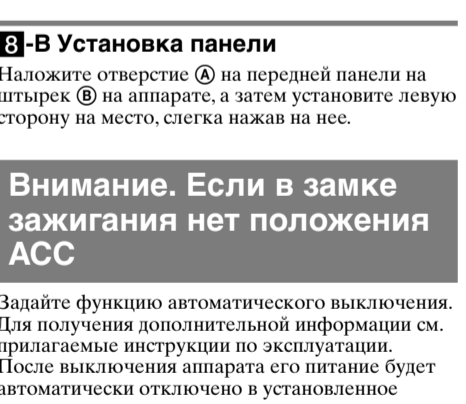 8-B Установка панели
Наложите отверстие Ⓐ на передней панели на
штырек Ⓑ на аппарате, а затем установите левую
сторону на место, слегка нажав на нее.
Внимание. Если в замке
зажигания нет положения
ACC
Задайте функцию автоматического выключения.
Для получения дополнительной информации см.
прилагаемые инструкции по эксплуатации.
После выключения аппарата его питание будет
автоматически отключено в установленное